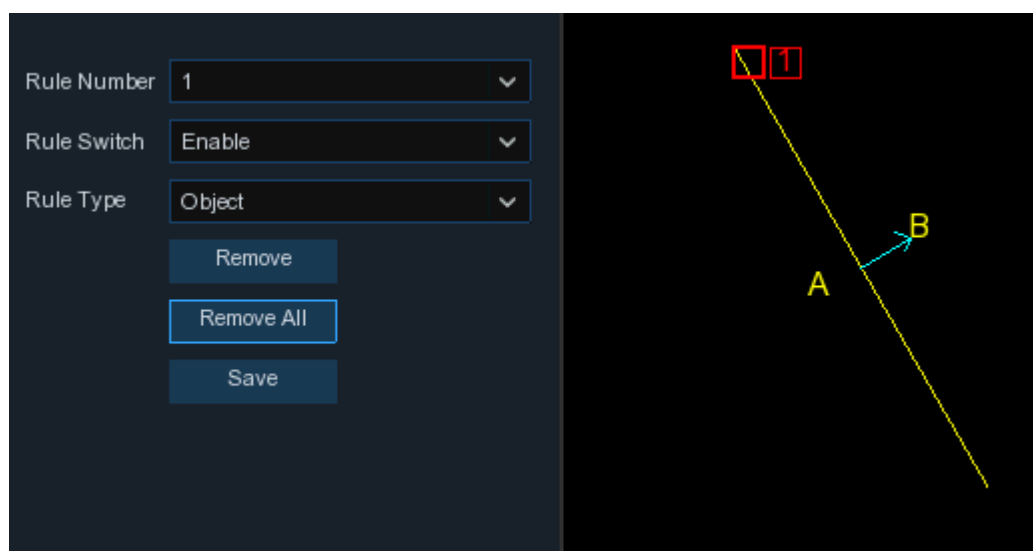 Rule Number 1
Rule Switch Enable
Rule Type Object
Remove
Remove All
Save
1
B
A